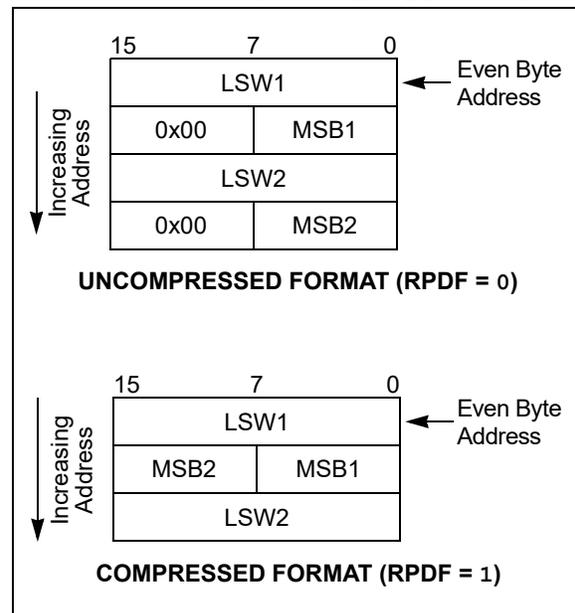 15 7 0
LSW1
Even Byte
Address
Increasing
Address
0x00 MSB1
LSW2
0x00 MSB2
UNCOMPRESSED FORMAT (RPDF = 0)
15 7 0
LSW1
Even Byte
Address
Increasing
Address
MSB2 MSB1
LSW2
COMPRESSED FORMAT (RPDF = 1)